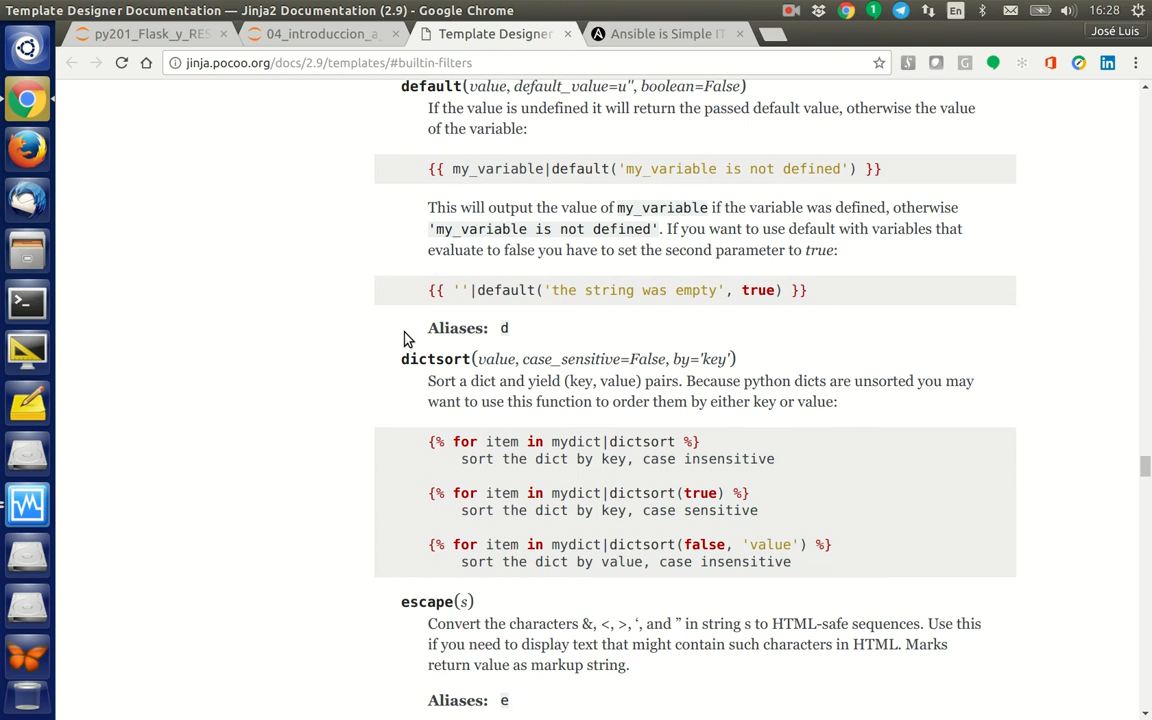 Template Designer Documentation — Jinja2 Documentation (2.9) - Google Chrome
En
16:28
py201_Flask_y_RES
04_introduccion_a_
Template Designer
Ansible is Simple IT
José Luis
jinja.pocoo.org/docs/2.9/templates/#builtin-filters
default(value, default_value=u'', boolean=False)
If the value is undefined it will return the passed default value, otherwise the value
of the variable:
{{ my_variable|default('my_variable is not defined') }}
This will output the value of my_variable if the variable was defined, otherwise
'my_variable is not defined'. If you want to use default with variables that
evaluate to false you have to set the second parameter to true:
{{ ''|default('the string was empty', true) }}
Aliases: d
dictsort(value, case_sensitive=False, by='key')
Sort a dict and yield (key, value) pairs. Because python dicts are unsorted you may
want to use this function to order them by either key or value:
{% for item in mydict|dictsort %}
sort the dict by key, case insensitive
{% for item in mydict|dictsort(true) %}
sort the dict by key, case sensitive
{% for item in mydict|dictsort(false, 'value') %}
sort the dict by value, case insensitive
escape(s)
Convert the characters &, <, >, ‘, and ” in string s to HTML-safe sequences. Use this
if you need to display text that might contain such characters in HTML. Marks
return value as markup string.
Aliases: e